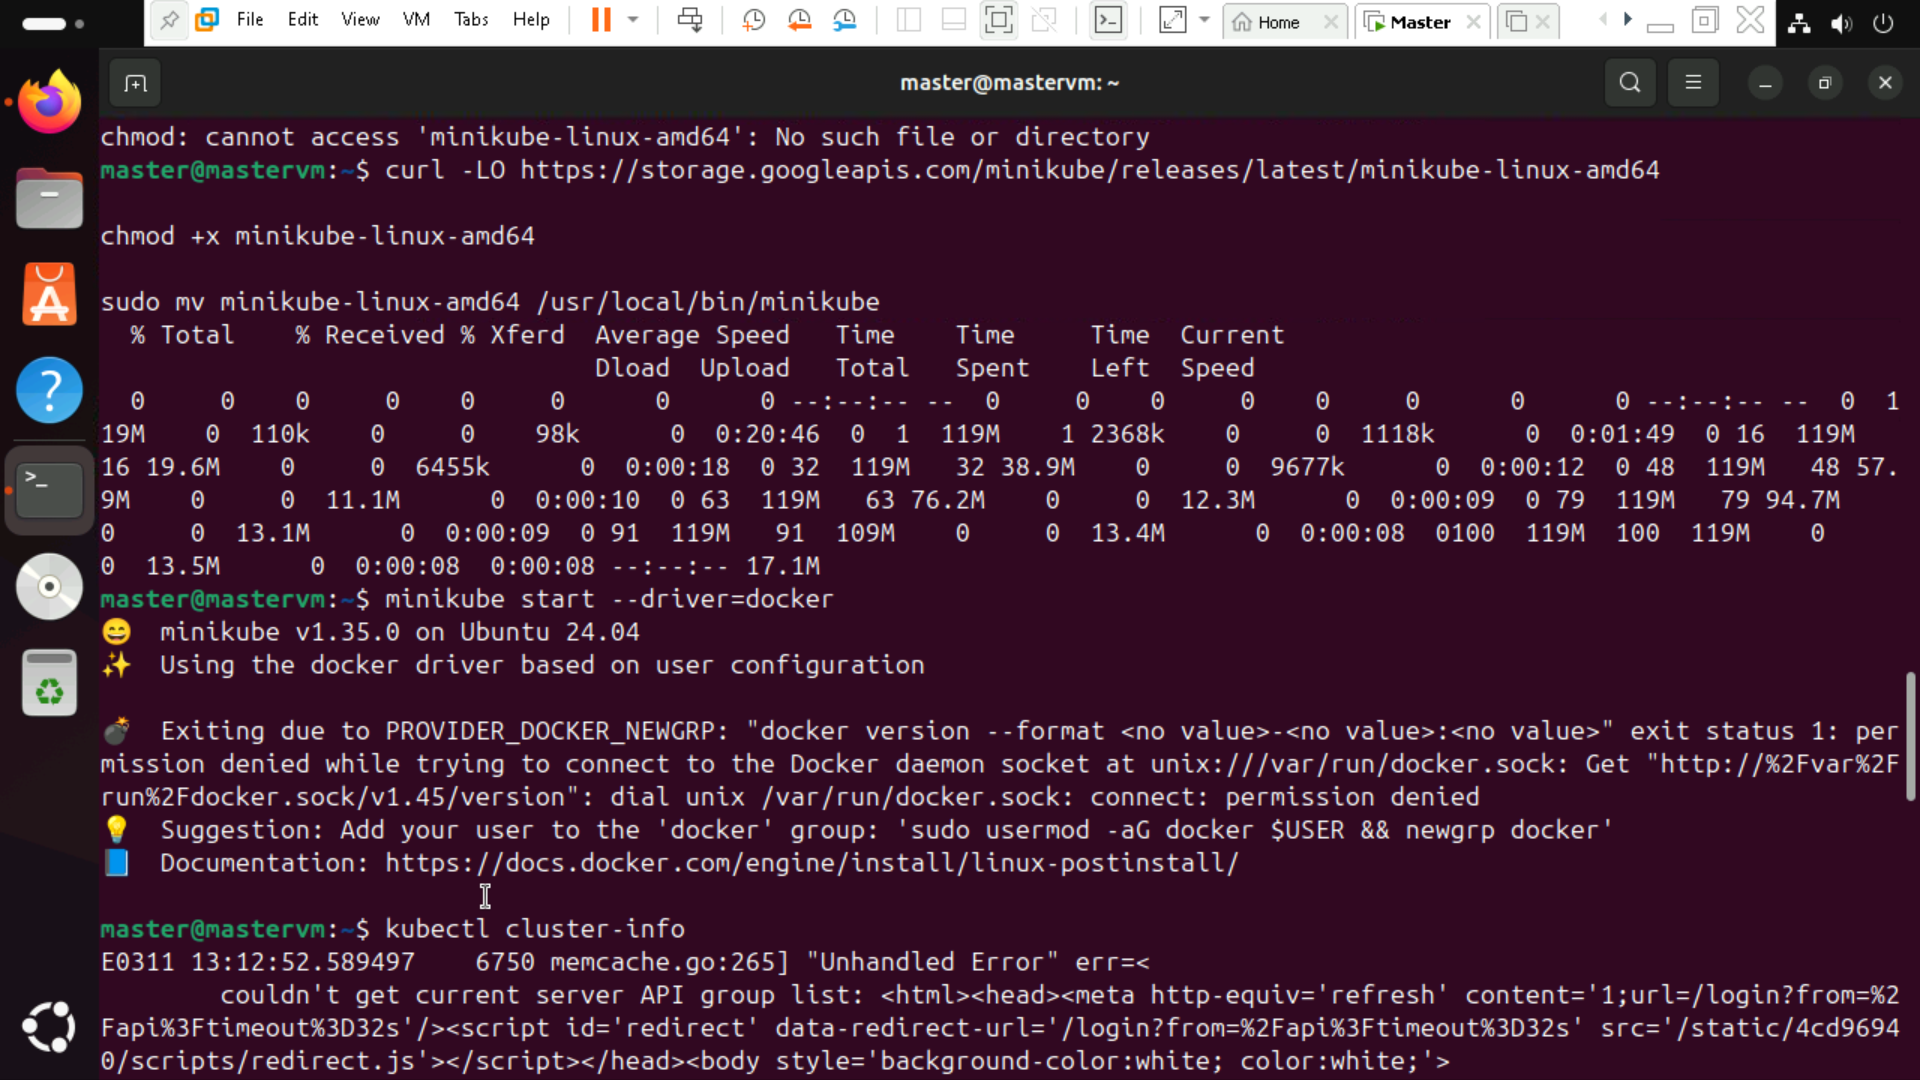 File Edit View VM Tabs Help Home Master
master@mastervm: ~
chmod: cannot access 'minikube-linux-amd64': No such file or directory
master@mastervm:~$ curl -LO https://storage.googleapis.com/minikube/releases/latest/minikube-linux-amd64
chmod +x minikube-linux-amd64
sudo mv minikube-linux-amd64 /usr/local/bin/minikube
% Total % Received % Xferd Average Speed Time Time Time Current
Dload Upload Total Spent Left Speed
0 0 0 0 0 0 0 0 --:--:-- -- 0 0 0 0 0 0 0 0 --:--:-- -- 0 1
19M 0 110k 0 0 98k 0 0:20:46 0 1 119M 1 2368k 0 0 1118k 0 0:01:49 0 16 119M
16 19.6M 0 0 6455k 0 0:00:18 0 32 119M 32 38.9M 0 0 9677k 0 0:00:12 0 48 119M 48 57.
9M 0 0 11.1M 0 0:00:10 0 63 119M 63 76.2M 0 0 12.3M 0 0:00:09 0 79 119M 79 94.7M
0 0 13.1M 0 0:00:09 0 91 119M 91 109M 0 0 13.4M 0 0:00:08 0100 119M 100 119M 0
0 13.5M 0 0:00:08 0:00:08 --:--:-- 17.1M
master@mastervm:~$ minikube start --driver=docker
minikube v1.35.0 on Ubuntu 24.04
Using the docker driver based on user configuration
Exiting due to PROVIDER_DOCKER_NEWGRP: "docker version --format <no value>-<no value>:<no value>" exit status 1: per
mission denied while trying to connect to the Docker daemon socket at unix:///var/run/docker.sock: Get "http://%2Fvar%2F
run%2Fdocker.sock/v1.45/version": dial unix /var/run/docker.sock: connect: permission denied
Suggestion: Add your user to the 'docker' group: 'sudo usermod -aG docker $USER && newgrp docker'
Documentation: https://docs.docker.com/engine/install/linux-postinstall/
master@mastervm:~$ kubectl cluster-info
E0311 13:12:52.589497 6750 memcache.go:265] "Unhandled Error" err=<
couldn't get current server API group list: <html><head><meta http-equiv='refresh' content='1;url=/login?from=%2
Fapi%3Ftimeout%3D32s'/><script id='redirect' data-redirect-url='/login?from=%2Fapi%3Ftimeout%3D32s' src='/static/4cd9694
0/scripts/redirect.js'></script></head><body style='background-color:white; color:white;'>